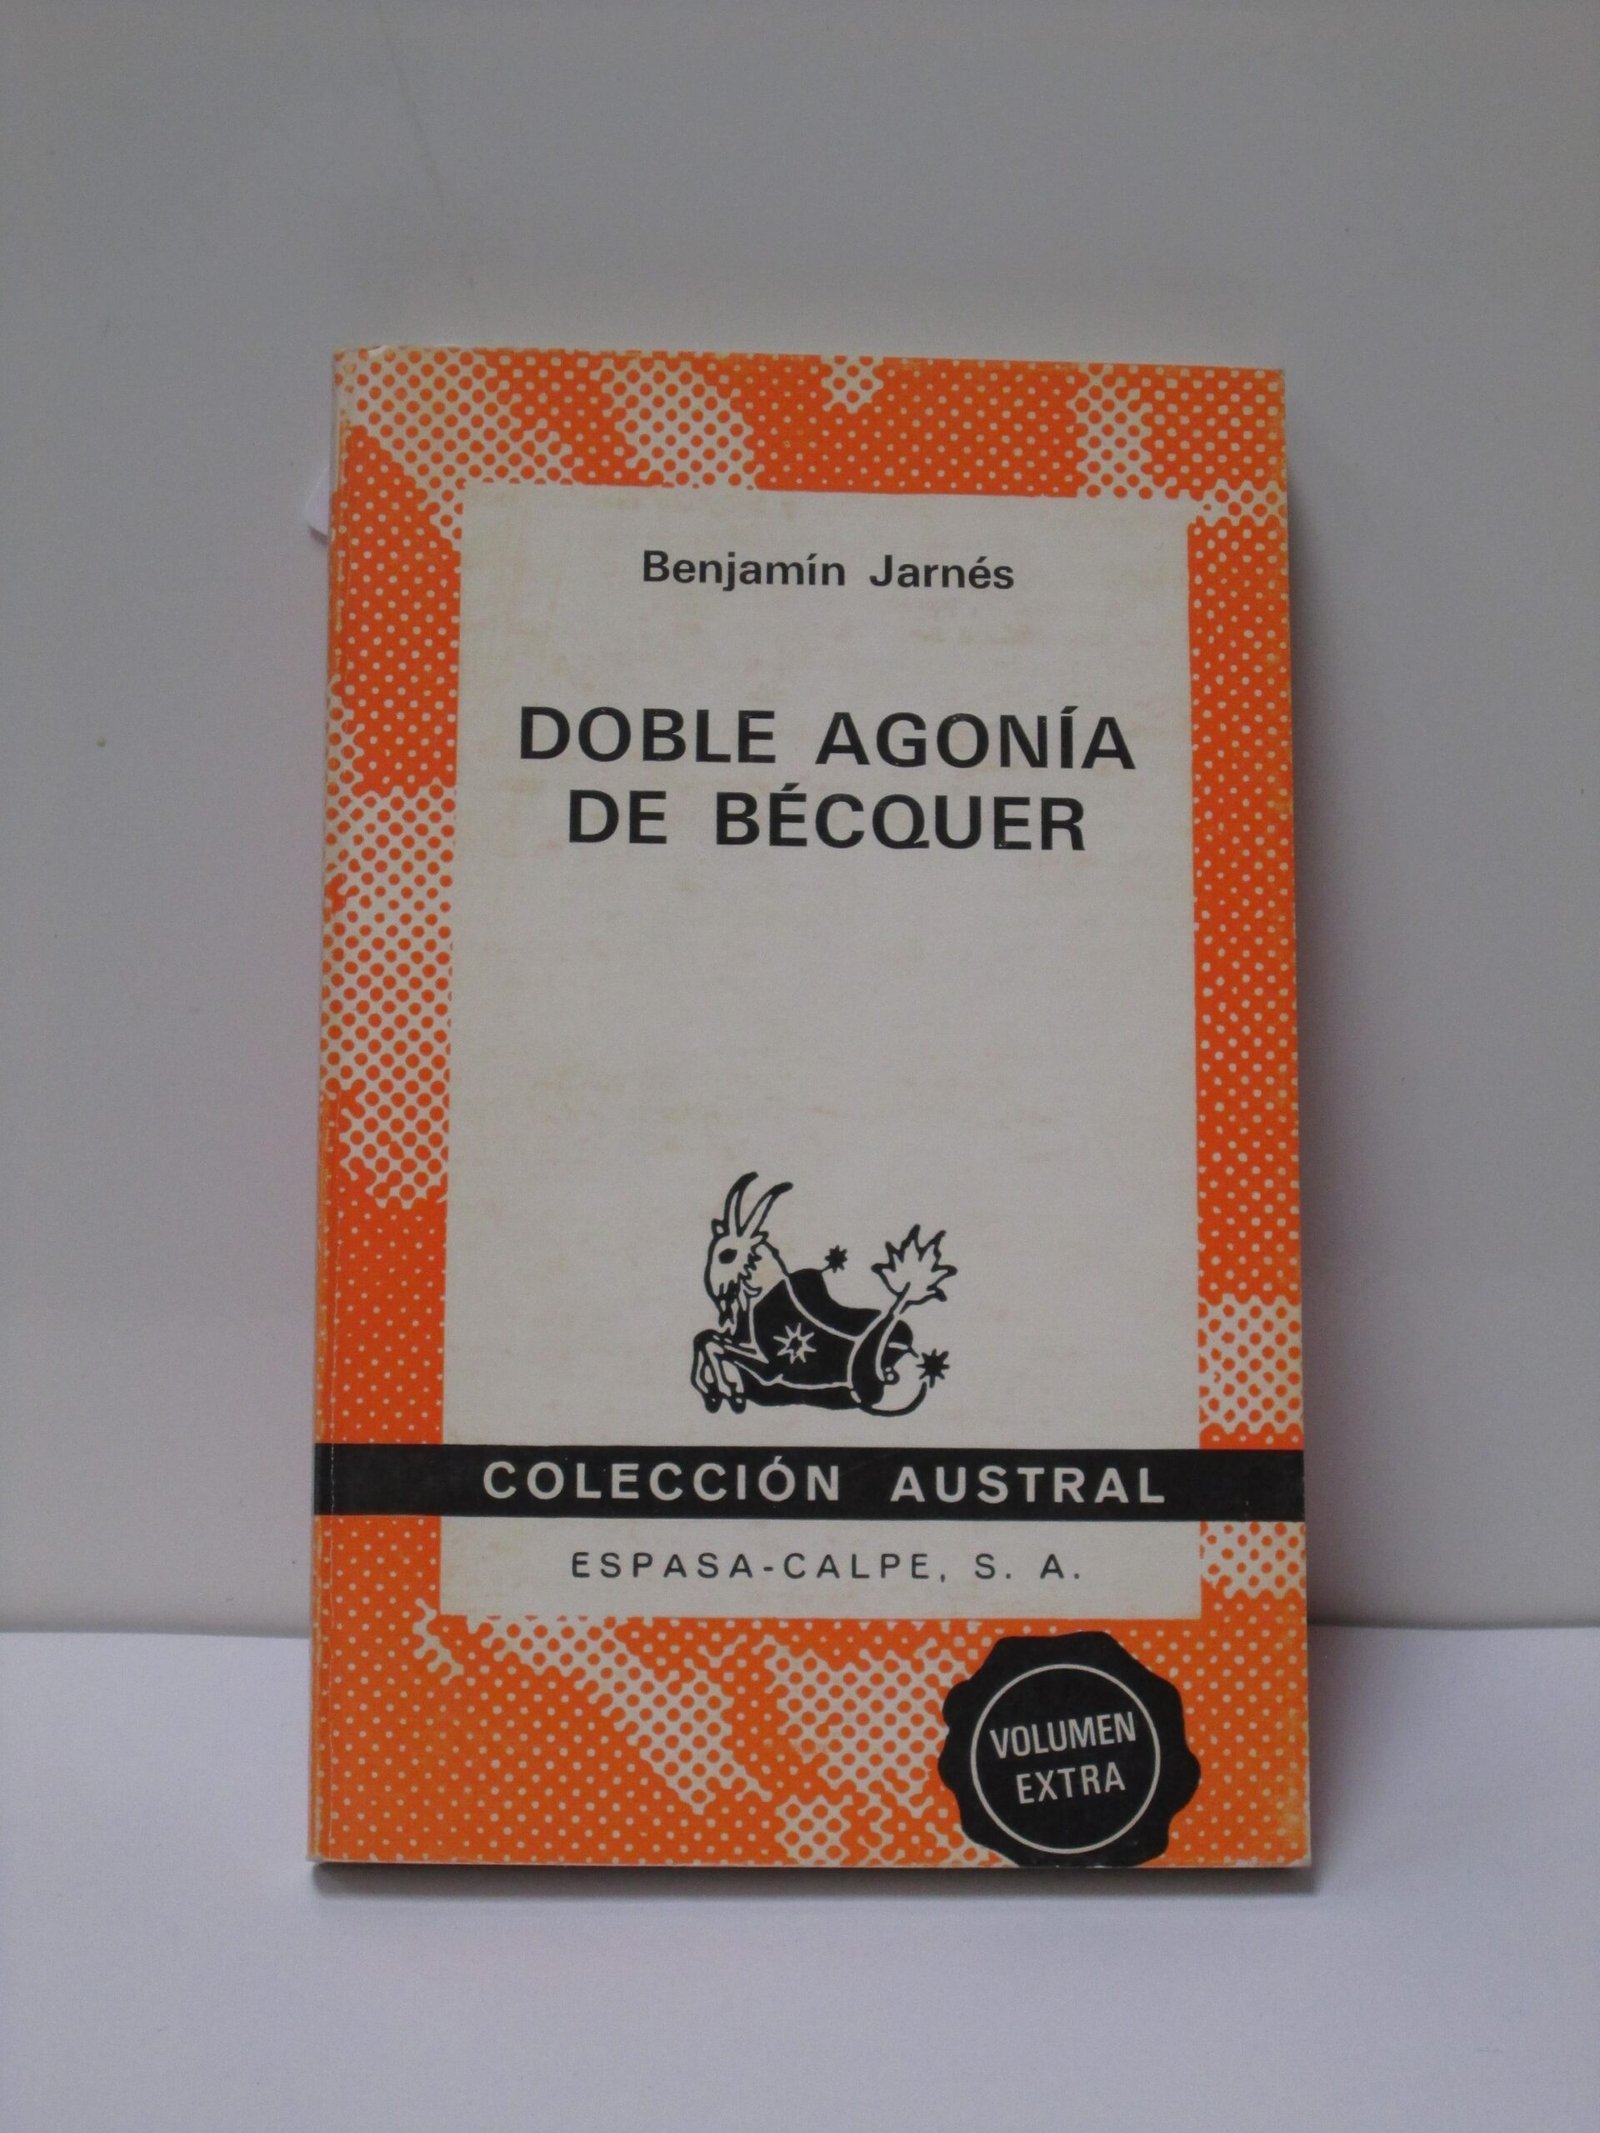 Benjamín Jarnés
DOBLE AGONÍA
DE BÉCQUER
COLECCIÓN AUSTRAL
ESPASA-CALPE, S. A.
VOLUMEN
EXTRA